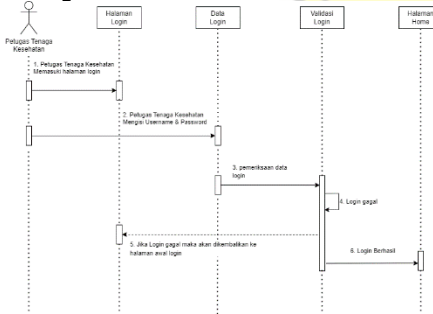 Halaman
Login
Data
Login
Validasi
Login
Halaman
Home
Petugas Tenaga
Kesehatan
1. Petugas Tenaga Kesehatan
Memasuki halaman login
2. Petugas Tenaga Kesehatan
Mengisi Username & Password
3. pemeriksaan data
login
4. Login gagal
5. Jika Login gagal maka akan dikembalikan ke
halaman awal login
6. Login Berhasil